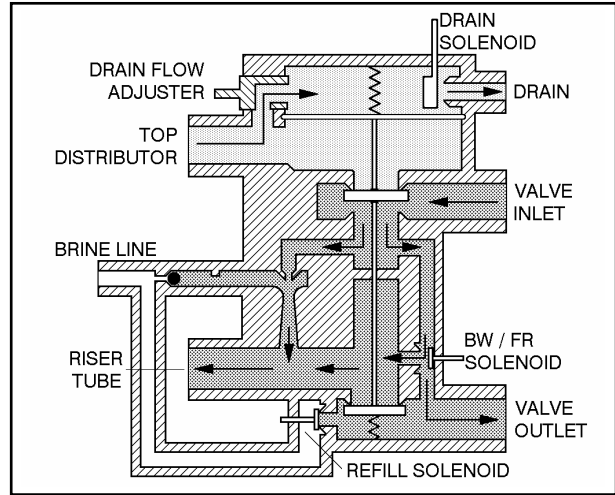 DRAIN
SOLENOID
DRAIN FLOW
ADJUSTER
DRAIN
TOP
DISTRIBUTOR
VALVE
INLET
BRINE LINE
BW / FR
SOLENOID
RISER
TUBE
VALVE
OUTLET
REFILL SOLENOID